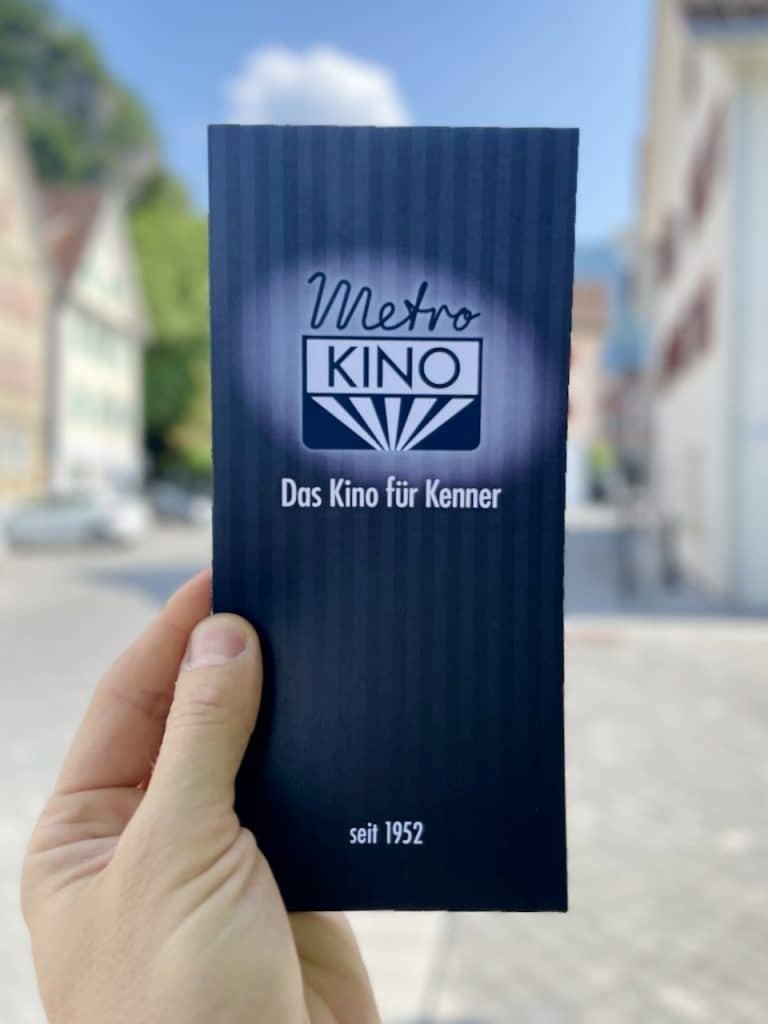 Metro
KINO
Das Kino für Kenner
seit 1952